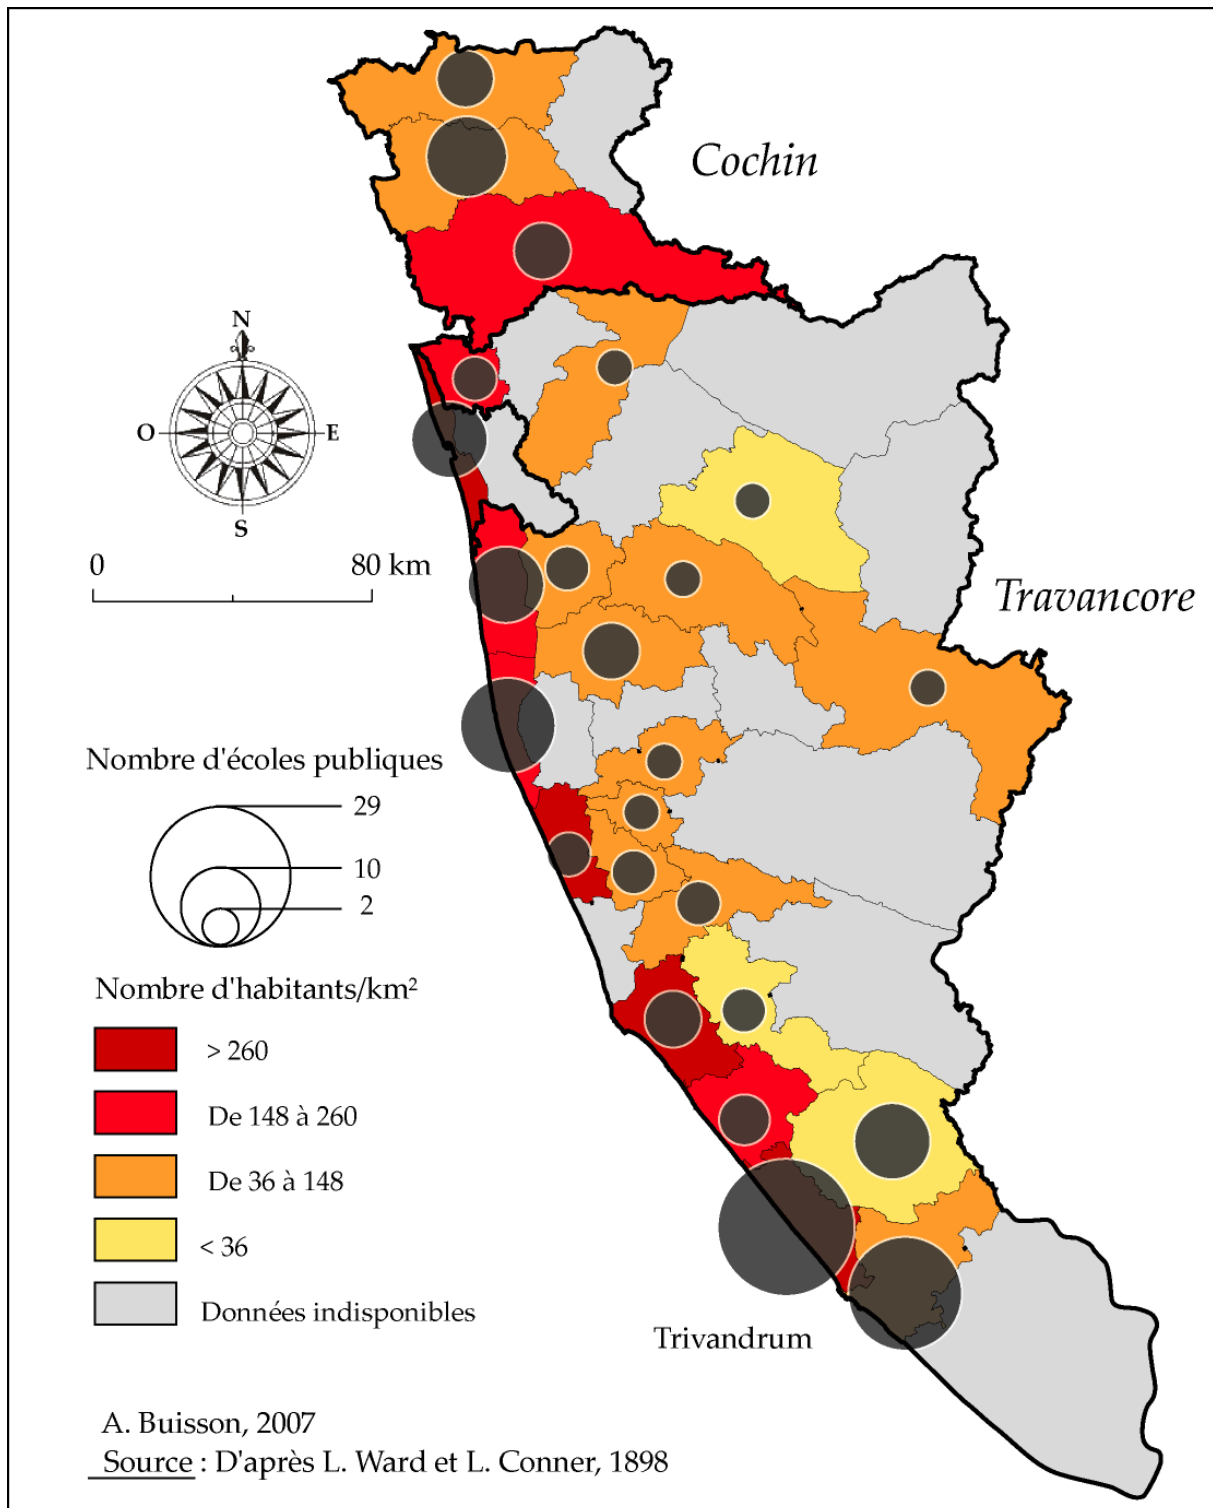 Cochin
N
O
E
S
0
80 km
Travancore
Nombre d'écoles publiques
29
10
2
Nombre d'habitants/km²
> 260
De 148 à 260
De 36 à 148
< 36
Données indisponibles
Trivandrum
A. Buisson, 2007
Source : D'après L. Ward et L. Conner, 1898